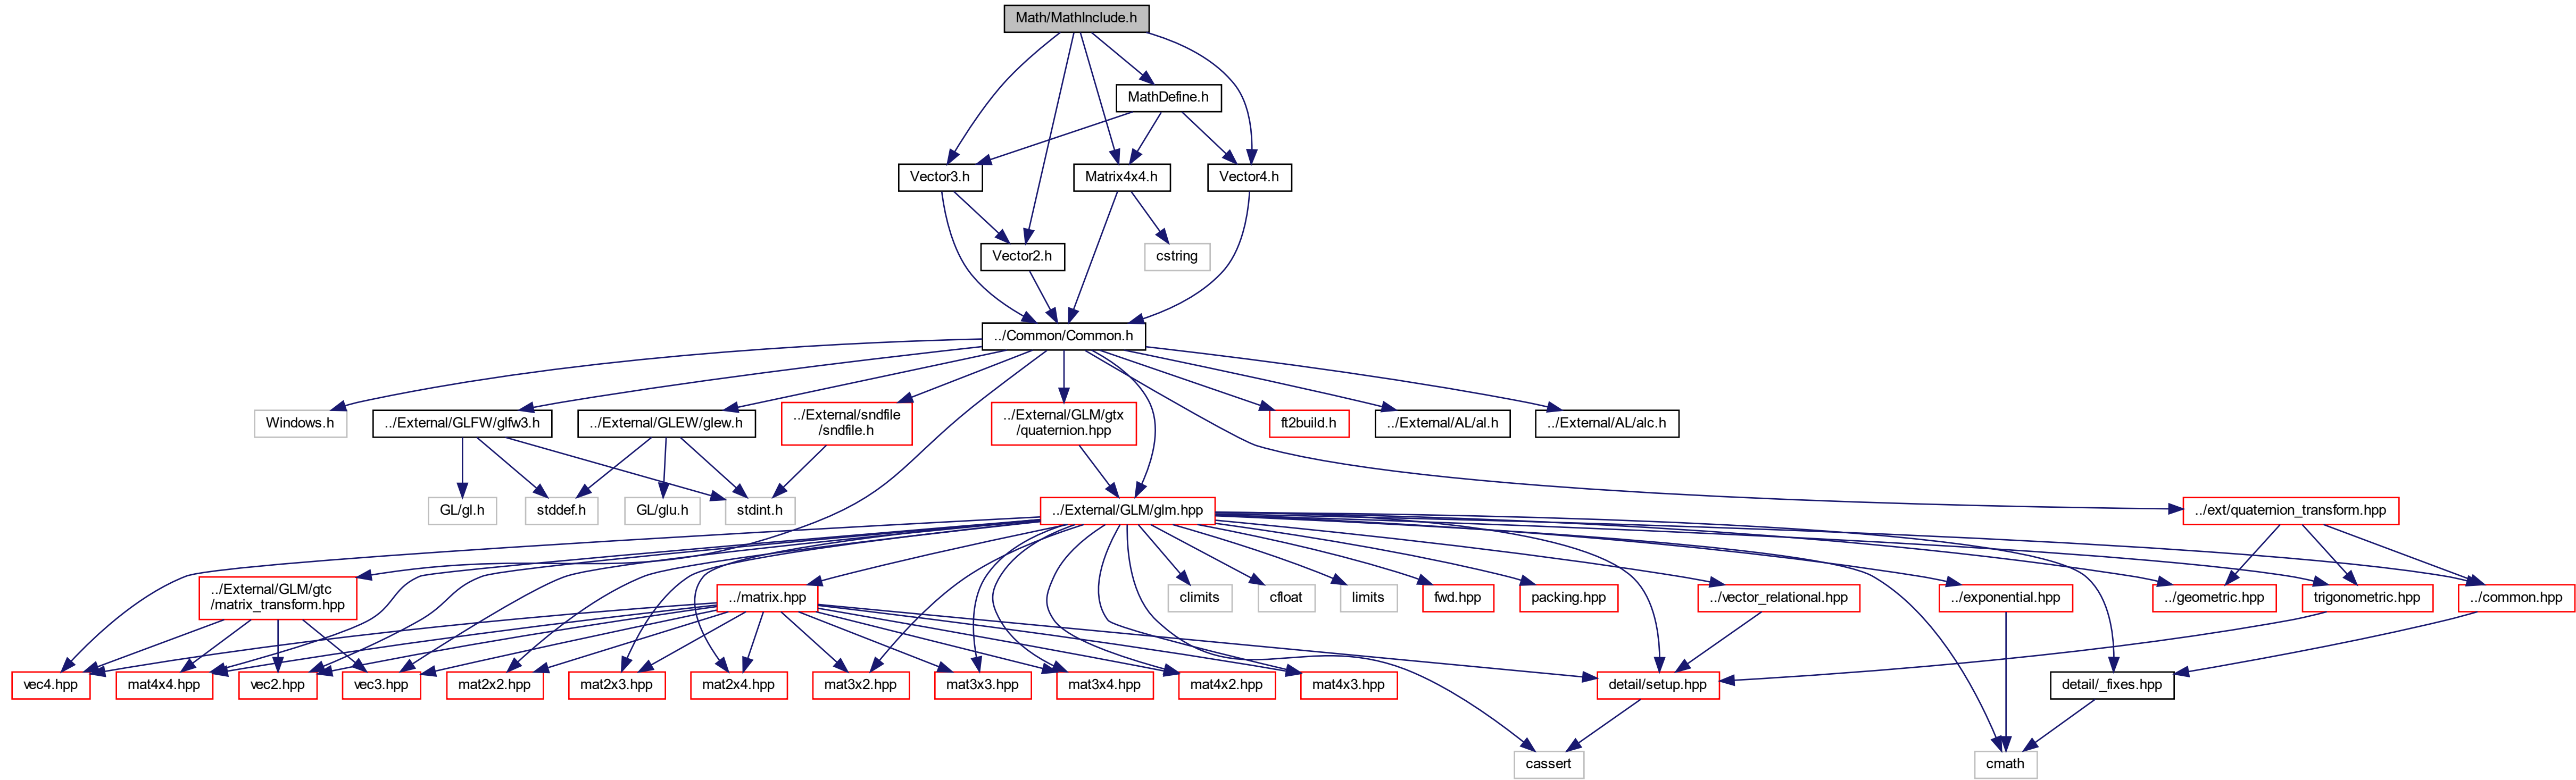 Math/MathInclude.h
MathDefine.h
Vector3.h
Matrix4x4.h
Vector4.h
Vector2.h
cstring
../Common/Common.h
Windows.h
../External/GLFW/glfw3.h
../External/GLEW/glew.h
../External/sndfile
/sndfile.h
../External/GLM/gtx
/quaternion.hpp
ft2build.h
../External/AL/al.h
../External/AL/alc.h
GL/gl.h
stddef.h
GL/glu.h
stdint.h
../External/GLM/glm.hpp
../ext/quaternion_transform.hpp
../External/GLM/gtc
/matrix_transform.hpp
../matrix.hpp
climits
cfloat
limits
fwd.hpp
packing.hpp
../vector_relational.hpp
../exponential.hpp
../geometric.hpp
trigonometric.hpp
../common.hpp
vec4.hpp
mat4x4.hpp
vec2.hpp
vec3.hpp
mat2x2.hpp
mat2x3.hpp
mat2x4.hpp
mat3x2.hpp
mat3x3.hpp
mat3x4.hpp
mat4x2.hpp
mat4x3.hpp
detail/setup.hpp
detail/_fixes.hpp
cassert
cmath